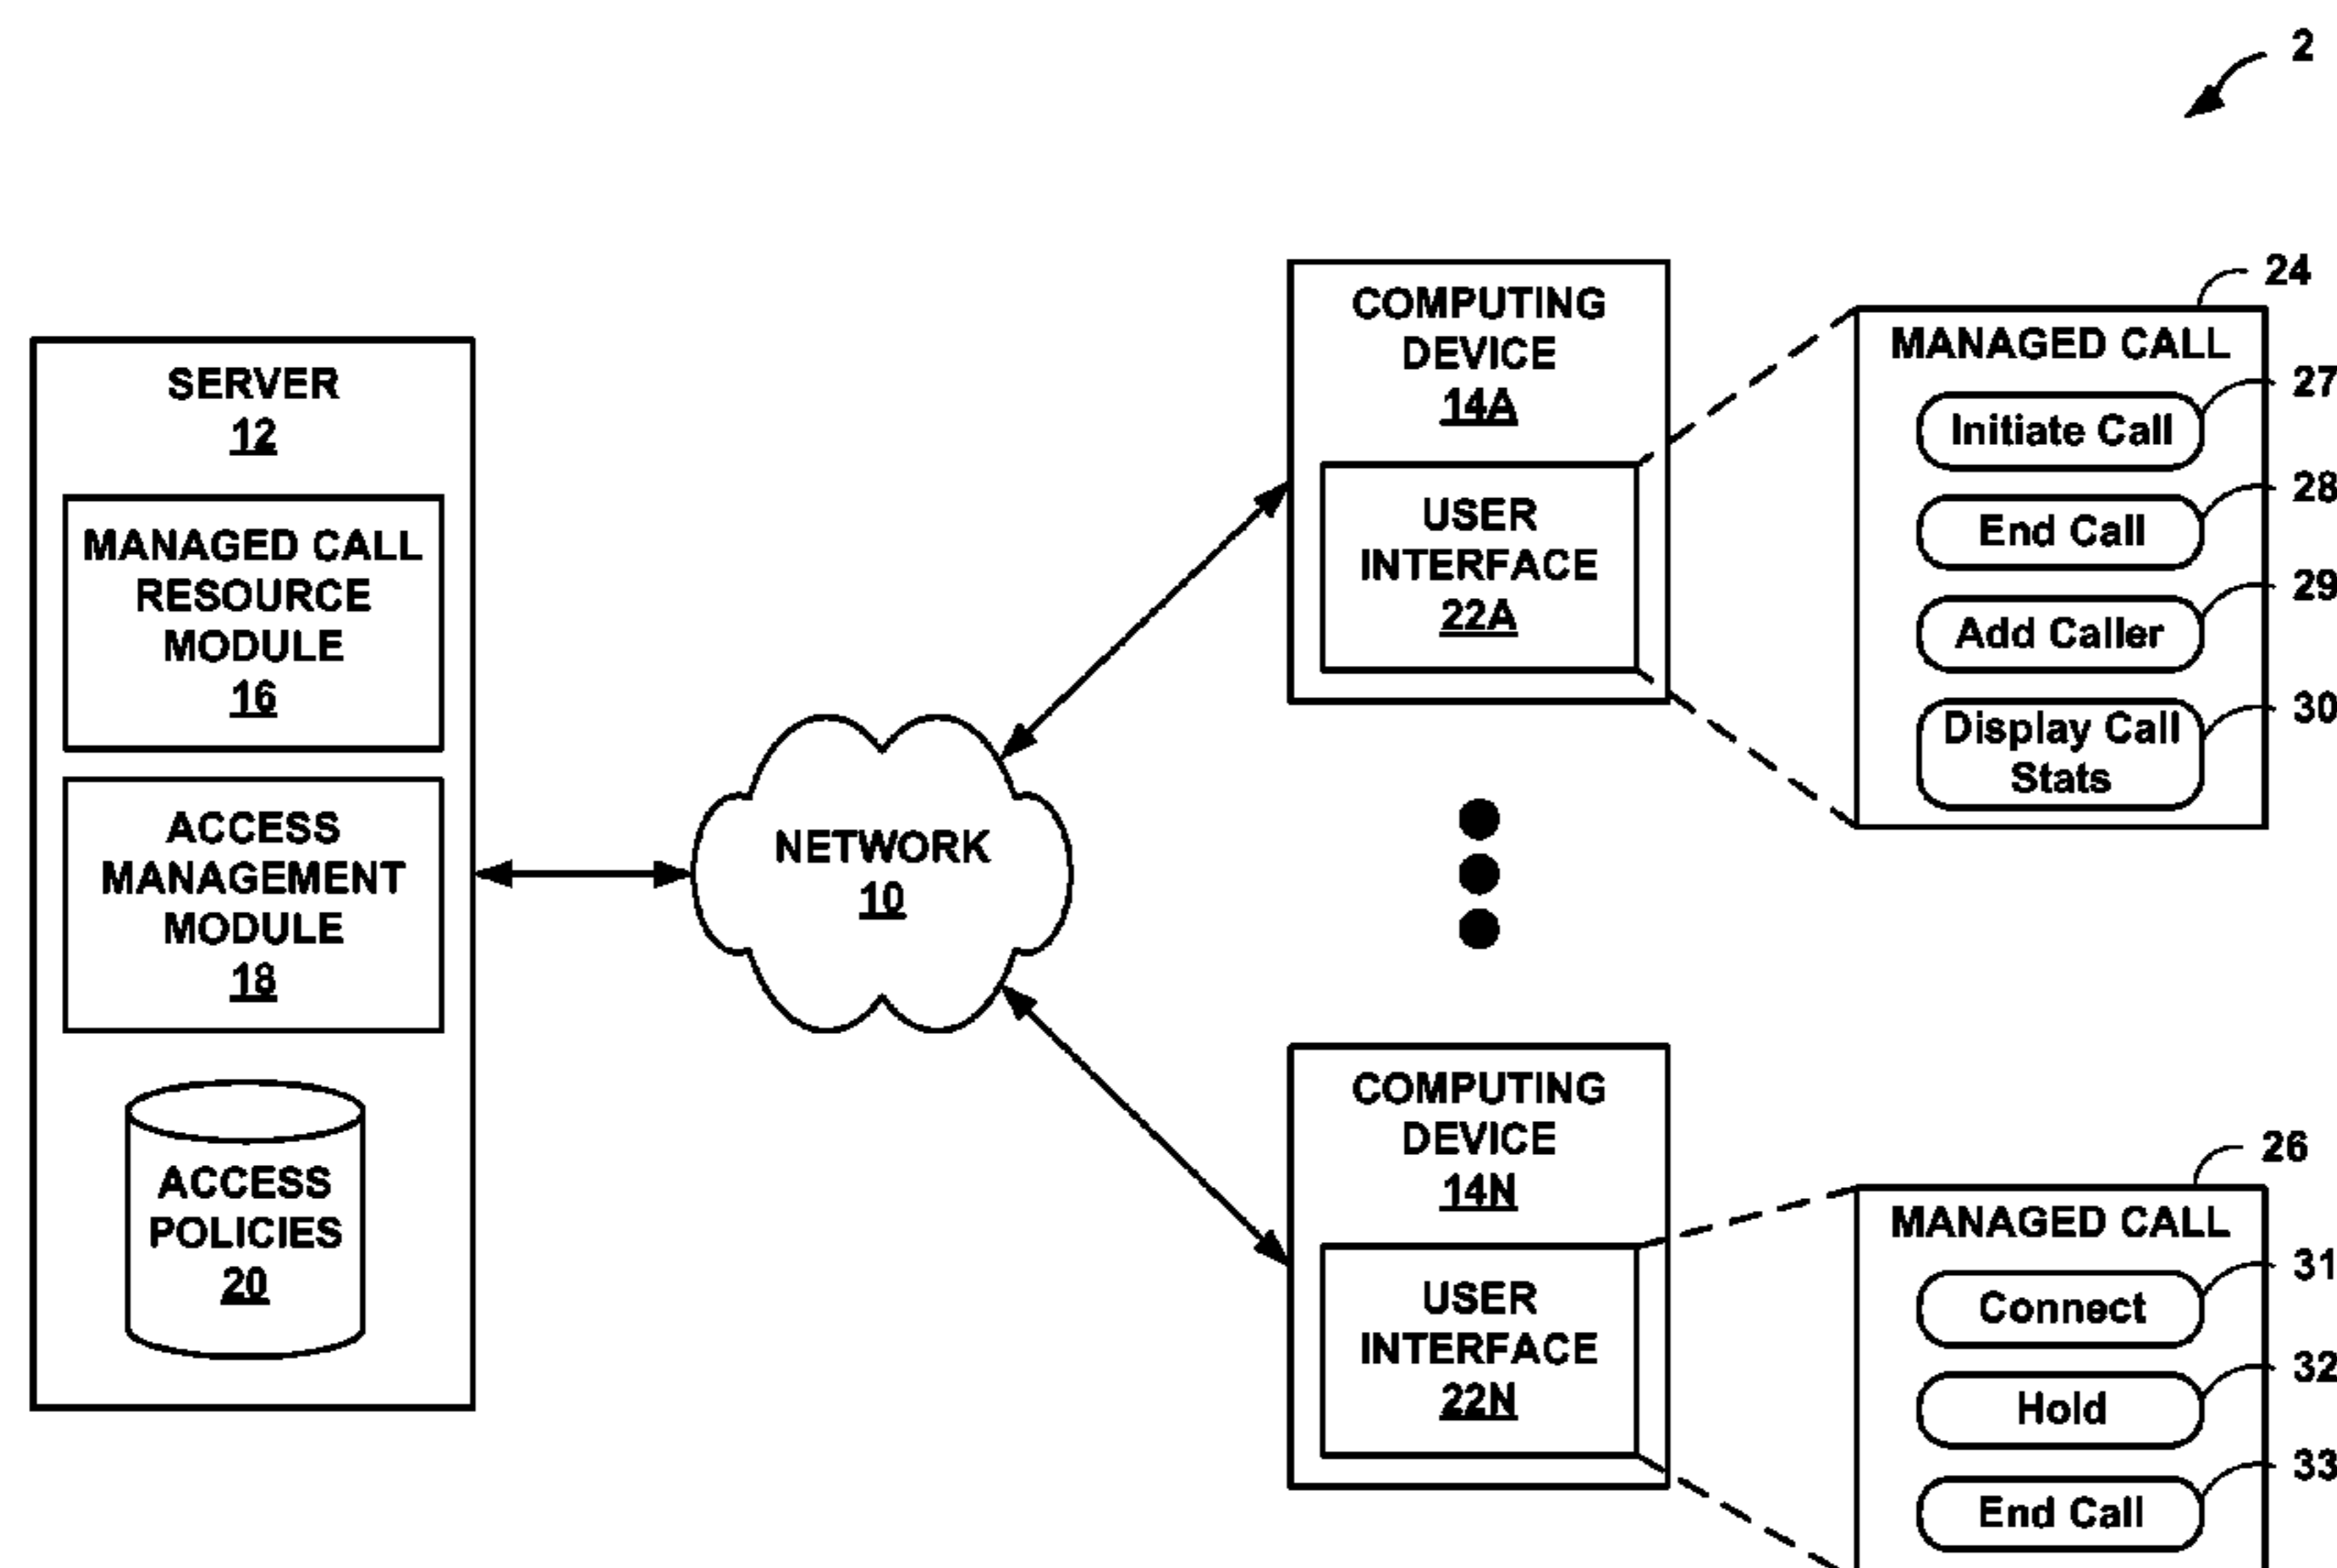 2
SERVER
12
MANAGED CALL
RESOURCE
MODULE
16
ACCESS
MANAGEMENT
MODULE
18
ACCESS
POLICIES
20
NETWORK
10
COMPUTING
DEVICE
14A
USER
INTERFACE
22A
24
MANAGED CALL
27
Initiate Call
28
End Call
29
Add Caller
30
Display Call
Stats
COMPUTING
DEVICE
14N
USER
INTERFACE
22N
26
MANAGED CALL
31
Connect
32
Hold
33
End Call